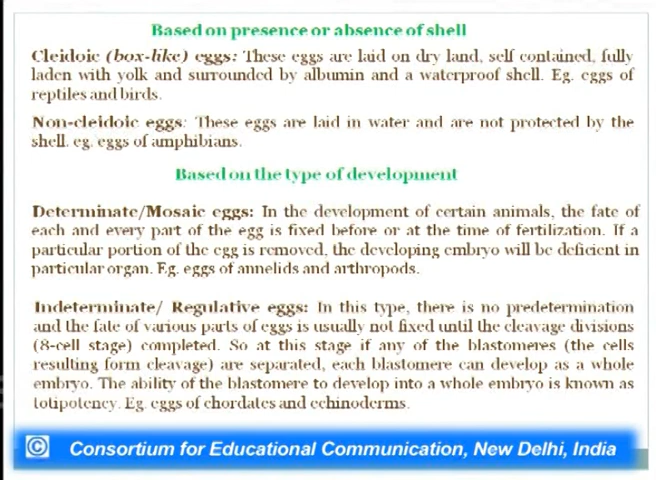 Based on presence or absence of shell
Cleidoic (box-like) eggs: These eggs are laid on dry land, self contained, fully
laden with yolk and surrounded by albumin and a waterproof shell. Eg. eggs of
reptiles and birds.
Non-cleidoic eggs: These eggs are laid in water and are not protected by the
shell. eg. eggs of amphibians.
Based on the type of development
Determinate/Mosaic eggs: In the development of certain animals, the fate of
each and every part of the egg is fixed before or at the time of fertilization. If a
particular portion of the egg is removed, the developing embryo will be deficient in
particular organ. Eg. eggs of annelids and arthropods.
Indeterminate/ Regulative eggs: In this type, there is no predetermination
and the fate of various parts of eggs is usually not fixed until the cleavage divisions
(8-cell stage) completed. So at this stage if any of the blastomeres (the cells
resulting form cleavage) are separated, each blastomere can develop as a whole
embryo. The ability of the blastomere to develop into a whole embryo is known as
totipotency. Eg. eggs of chordates and echinoderms.
© Consortium for Educational Communication, New Delhi, India